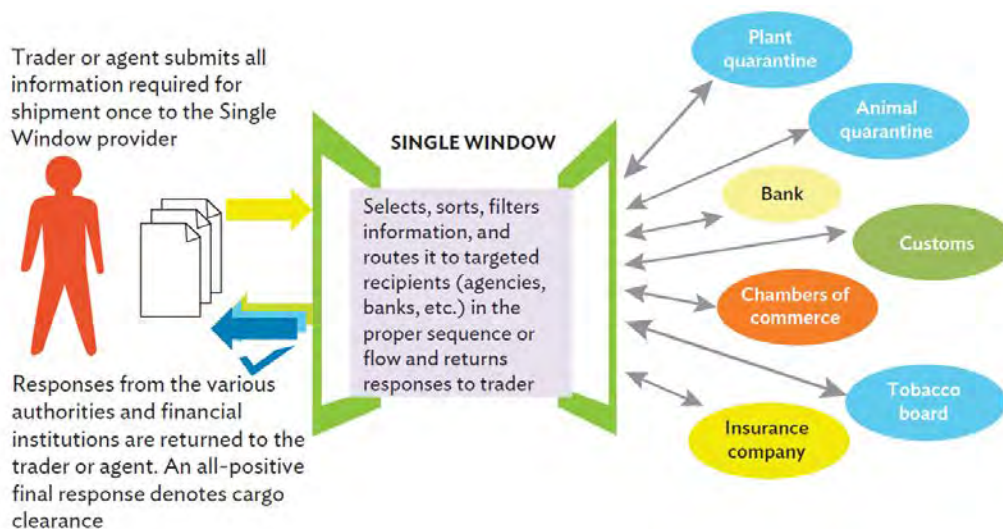 Trader or agent submits all
information required for
shipment once to the Single
Window provider
SINGLE WINDOW
Selects, sorts, filters
information, and
routes it to targeted
recipients (agencies,
banks, etc.) in the
proper sequence or
flow and returns
responses to trader
Responses from the various
authorities and financial
institutions are returned to the
trader or agent. An all-positive
final response denotes cargo
clearance
Plant
quarantine
Animal
quarantine
Bank
Customs
Chambers of
commerce
Tobacco
board
Insurance
company